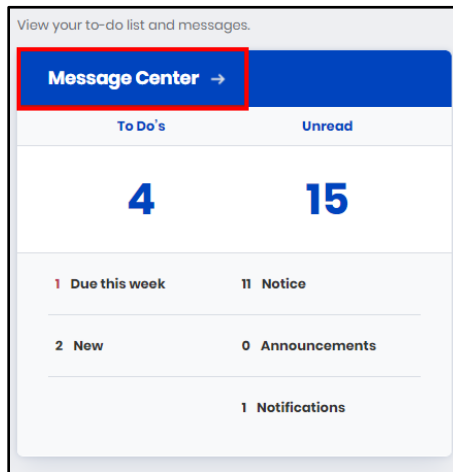 View your to-do list and messages.
Message Center →
To Do's Unread
4 15
1 Due this week 11 Notice
2 New 0 Announcements
1 Notifications